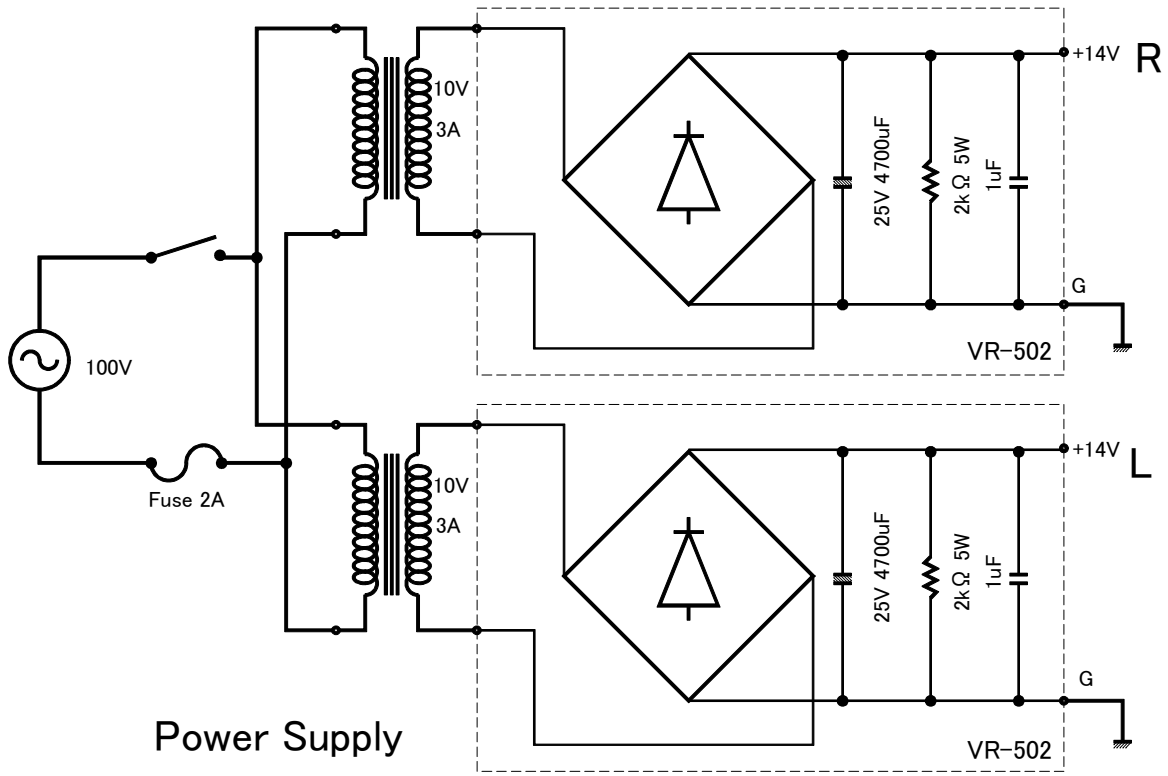 +14V
R
10V
3A
25V 4700uF
2kΩ 5W
1uF
G
VR-502
100V
Fuse 2A
+14V
L
10V
3A
25V 4700uF
2kΩ 5W
1uF
G
VR-502
Power Supply